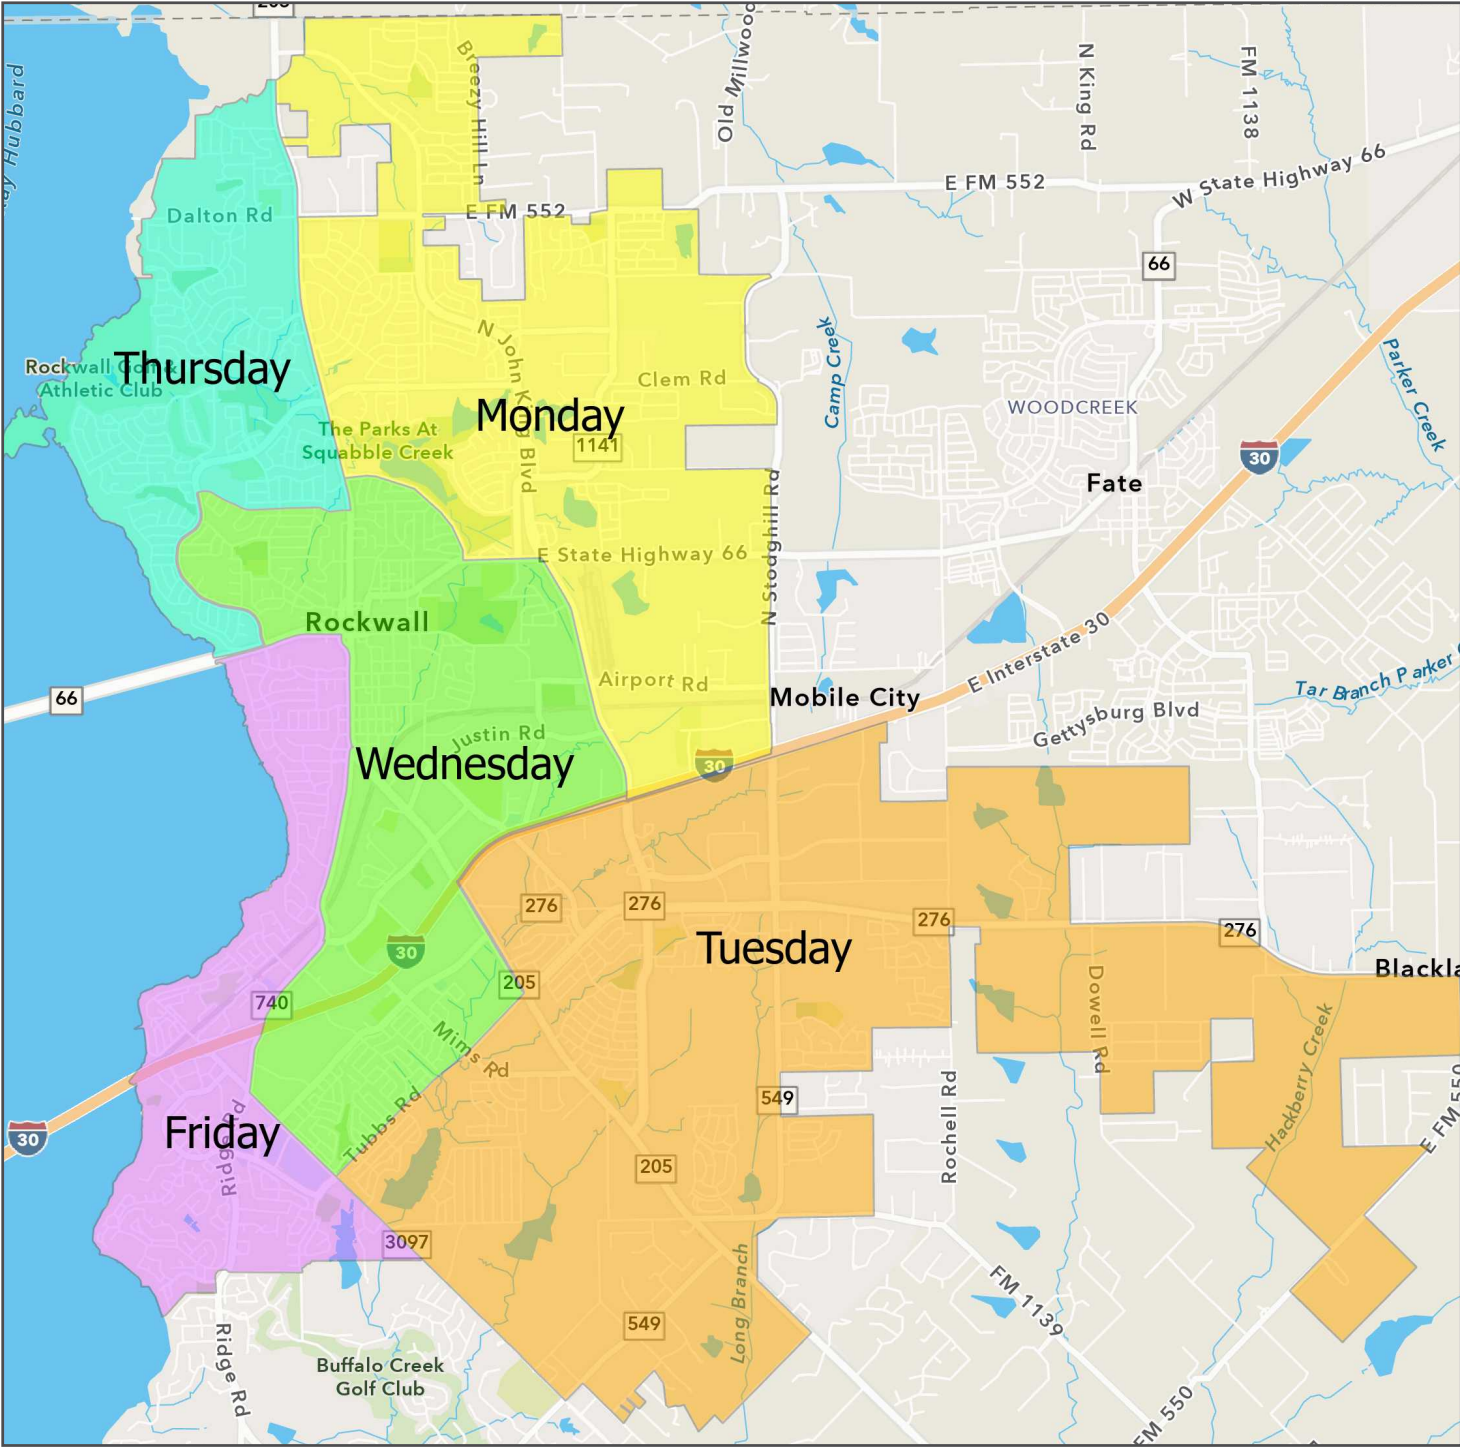 Breezy Hill Ln
Old Millwood
N King Rd
FM 1138
W State Highway 66
E FM 552
E FM 552
Dalton Rd
66
N John King Blvd
Camp Creek
Parker Creek
Rockwall Golf &
Athletic Club
Thursday
Clem Rd
Monday
WOODCREEK
The Parks At
Squabble Creek
1141
30
Fate
N Stodghill Rd
E State Highway 66
Rockwall
E Interstate 30
Airport Rd
Mobile City
Tar Branch Parker
66
Gettysburg Blvd
Justin Rd
Wednesday
30
276
276
276
276
Tuesday
30
Blackla
205
740
Dowell Rd
Mims Rd
Hackberry Creek
549
Rochell Rd
E FM 550
Tubbs Rd
Friday
30
205
3097
Long Branch
FM 1139
549
Ridge Rd
Buffalo Creek
Golf Club
FM 550